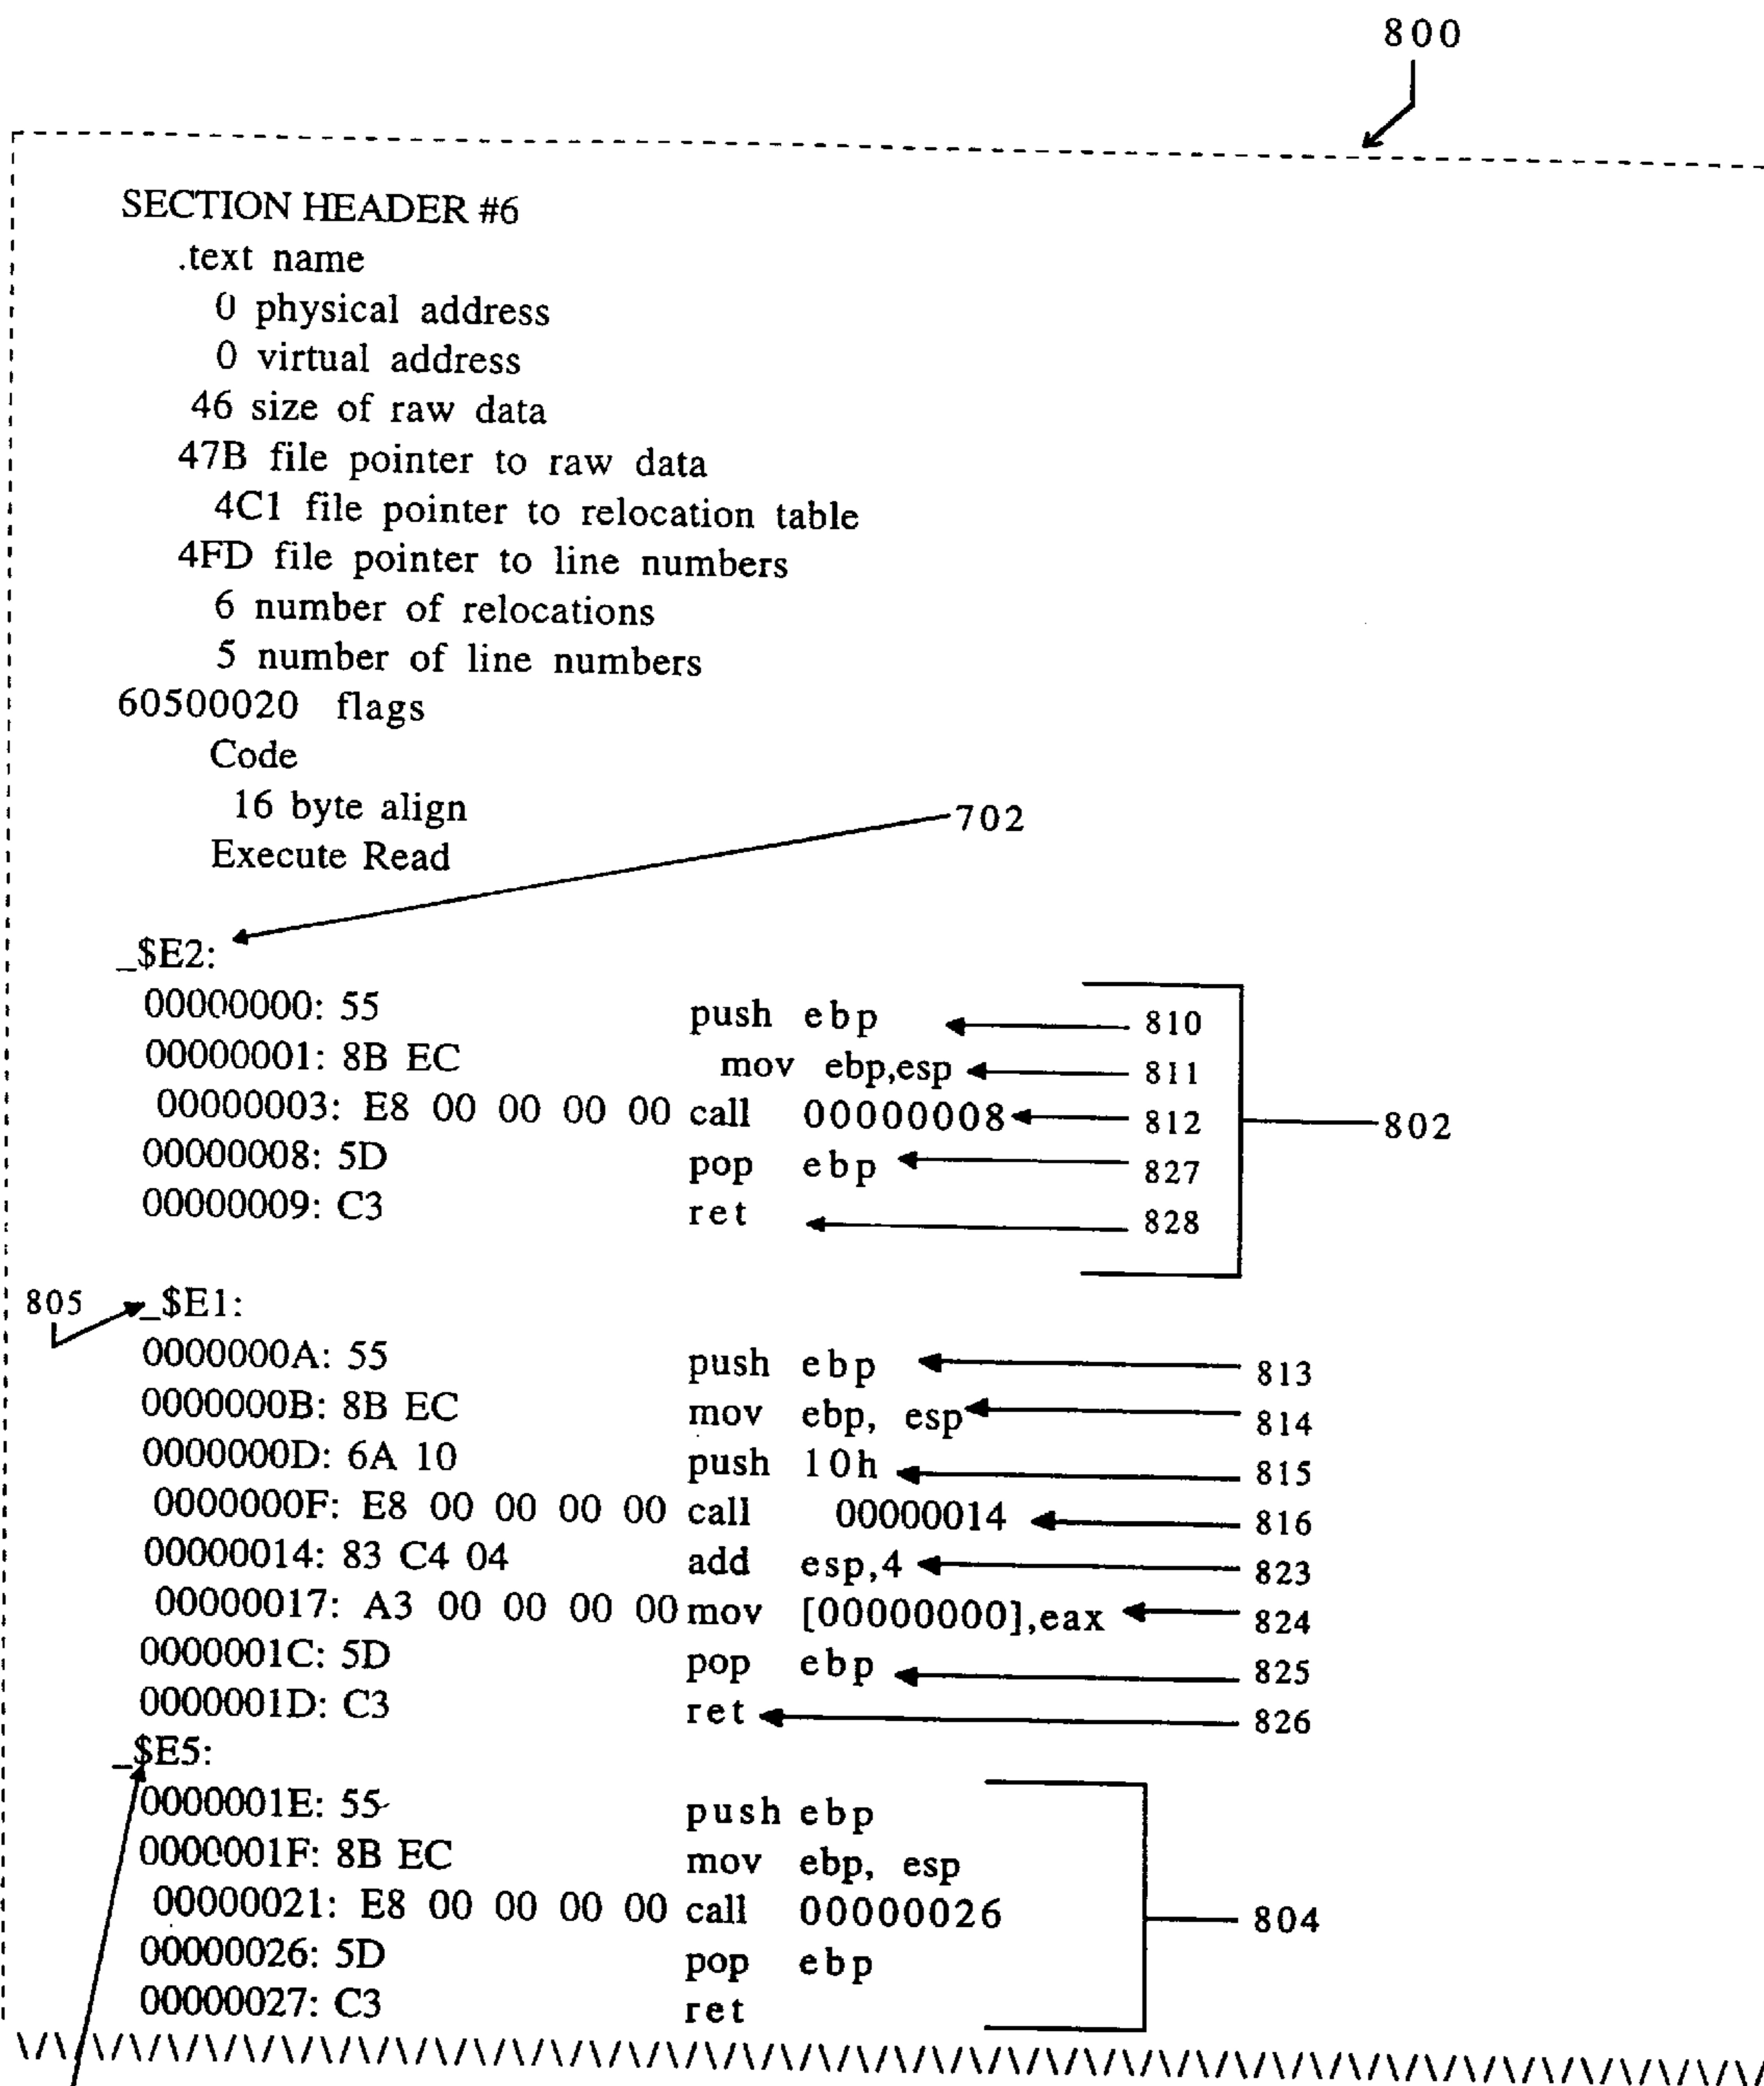 800
SECTION HEADER #6
.text name
0 physical address
0 virtual address
46 size of raw data
47B file pointer to raw data
4C1 file pointer to relocation table
4FD file pointer to line numbers
6 number of relocations
5 number of line numbers
60500020 flags
Code
16 byte align
Execute Read
702
_$E2:
00000000: 55 push ebp 810
00000001: 8B EC mov ebp,esp 811
00000003: E8 00 00 00 00 call 00000008 812
802
00000008: 5D pop ebp 827
00000009: C3 ret 828
805 _$E1:
0000000A: 55 push ebp 813
0000000B: 8B EC mov ebp, esp 814
0000000D: 6A 10 push 10h 815
0000000F: E8 00 00 00 00 call 00000014 816
00000014: 83 C4 04 add esp,4 823
00000017: A3 00 00 00 00 mov [00000000],eax 824
0000001C: 5D pop ebp 825
0000001D: C3 ret 826
_$E5:
0000001E: 55 push ebp
0000001F: 8B EC mov ebp, esp
00000021: E8 00 00 00 00 call 00000026 804
00000026: 5D pop ebp
00000027: C3 ret